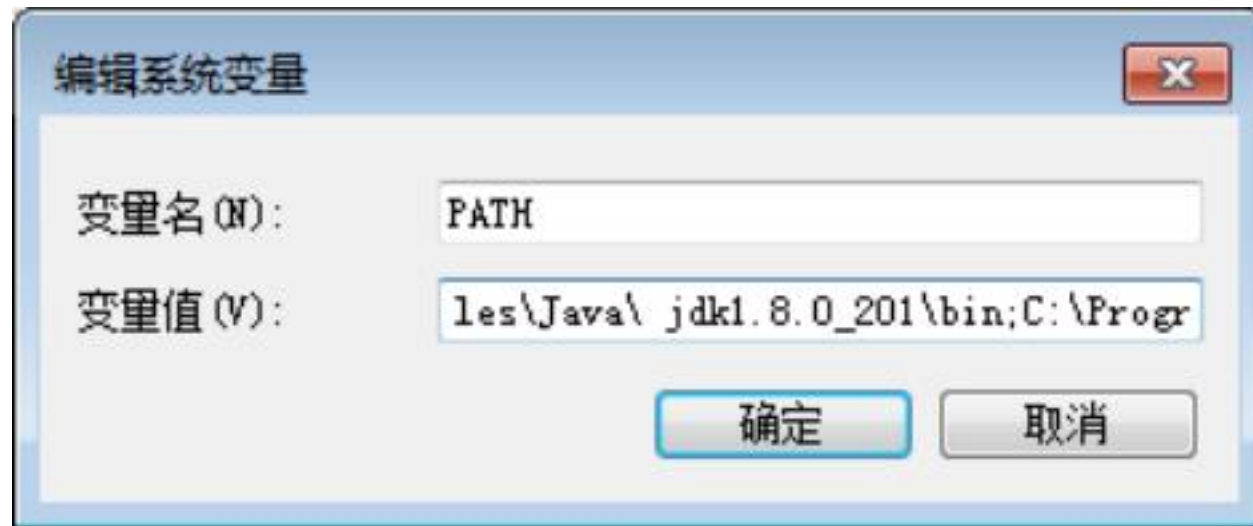 编辑系统变量
变量名(N): PATH
变量值(V): les\Java\ jdk1.8.0_201\bin;C:\Progr
确定 取消